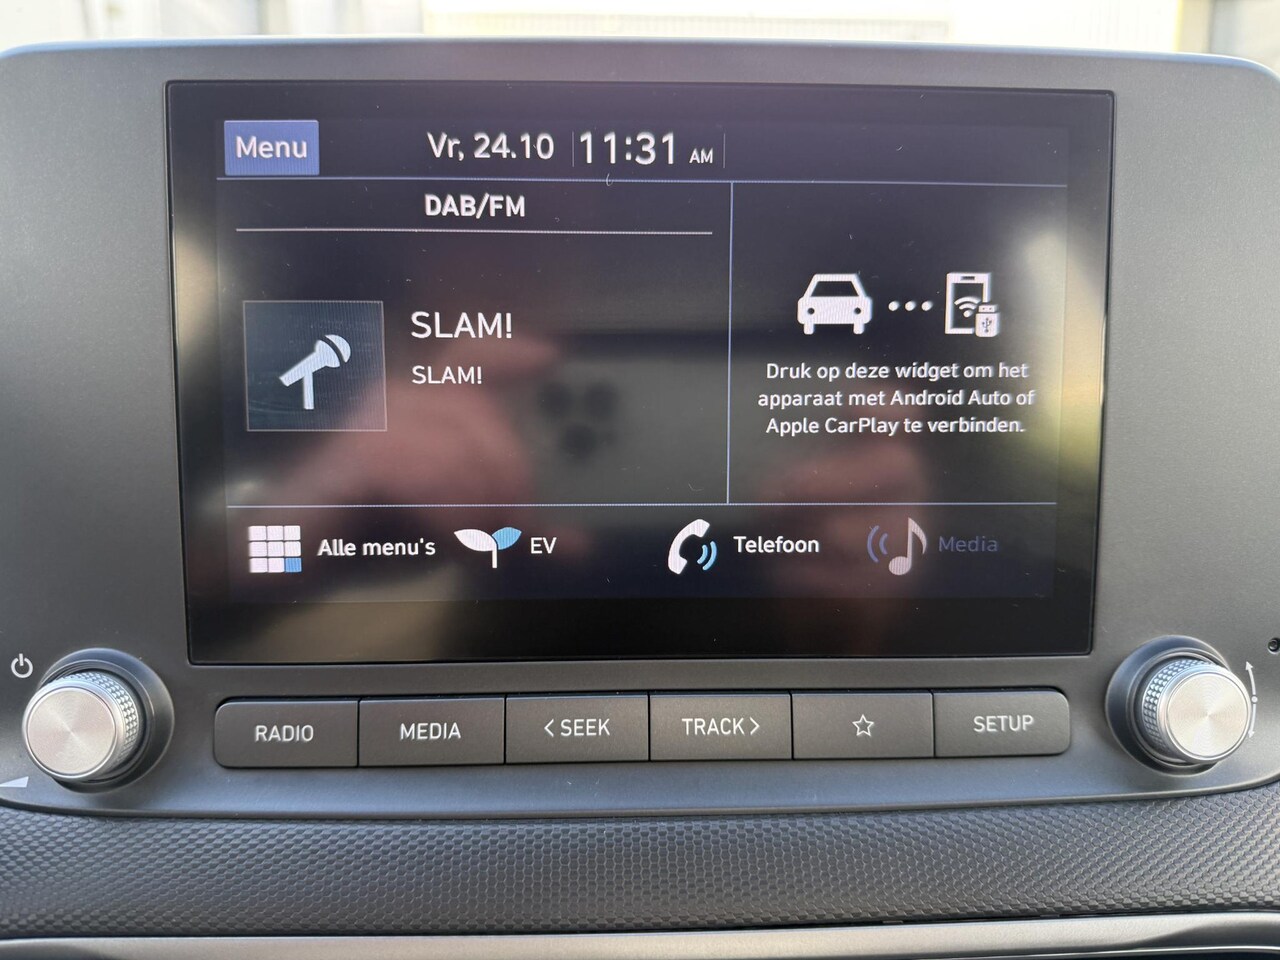 Menu
Vr, 24.10
11:31 AM
DAB/FM
SLAM!
SLAM!
Druk op deze widget om het
apparaat met Android Auto of
Apple CarPlay te verbinden.
Alle menu's
EV
Telefoon
Media
RADIO
MEDIA
< SEEK
TRACK >
SETUP